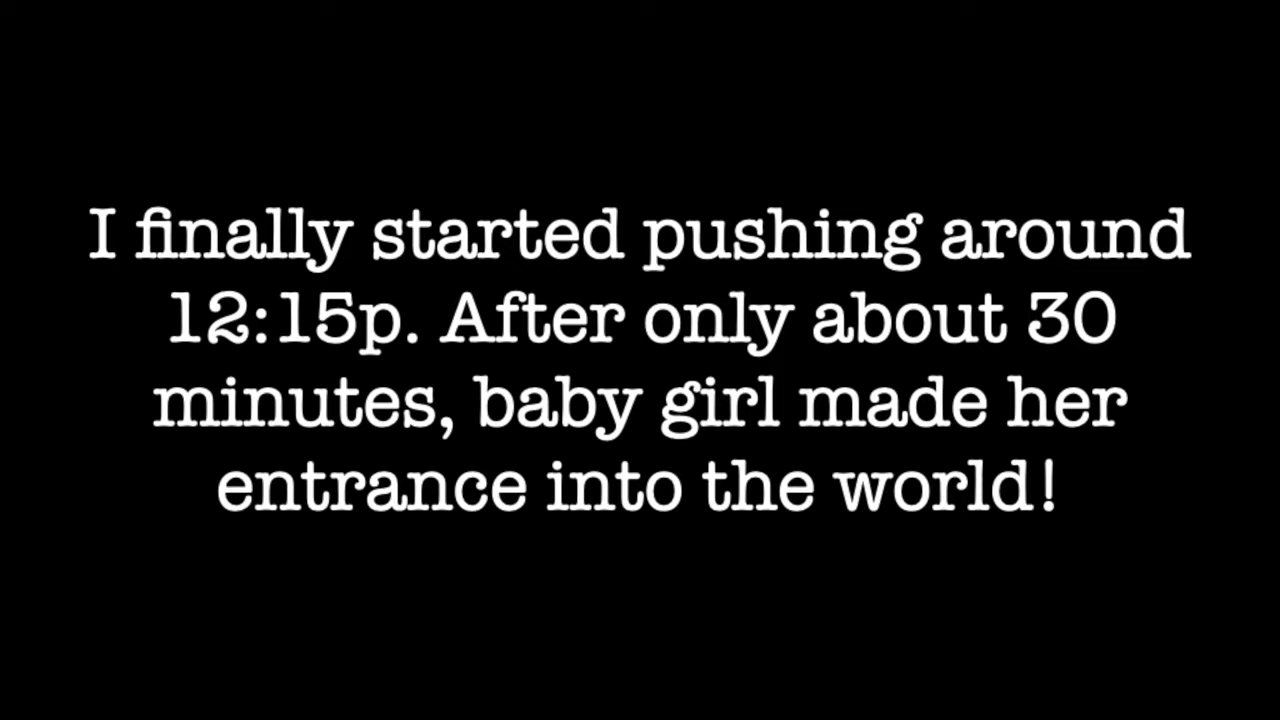 I finally started pushing around
12:15p. After only about 30
minutes, baby girl made her
entrance into the world!